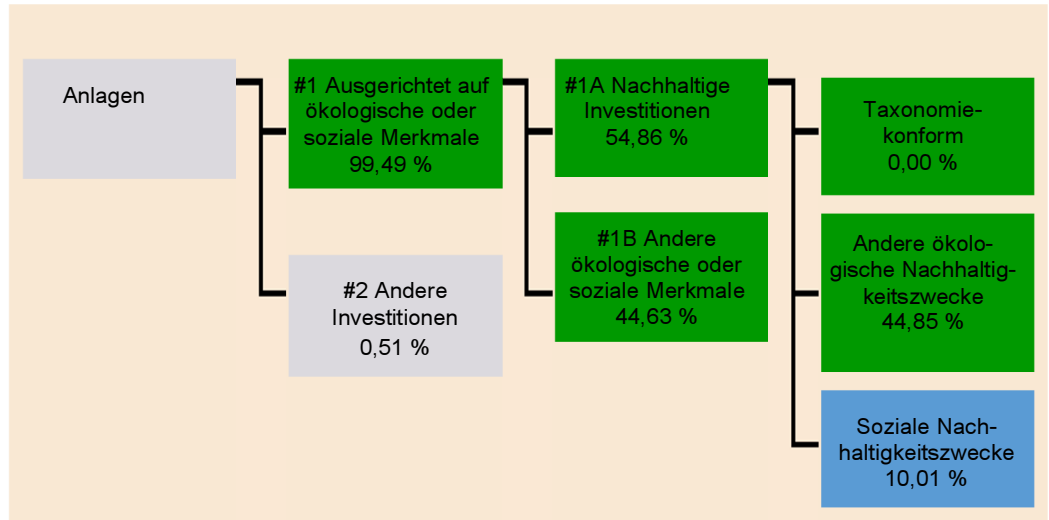 Anlagen
#1 Ausgerichtet auf
ökologische oder
soziale Merkmale
99,49 %
#2 Andere
Investitionen
0,51 %
#1A Nachhaltige
Investitionen
54,86 %
#1B Andere
ökologische oder
soziale Merkmale
44,63 %
Taxonomie-
konform
0,00 %
Andere ökolo-
gische Nachhaltig-
keitszwecke
44,85 %
Soziale Nach-
haltigkeitszwecke
10,01 %